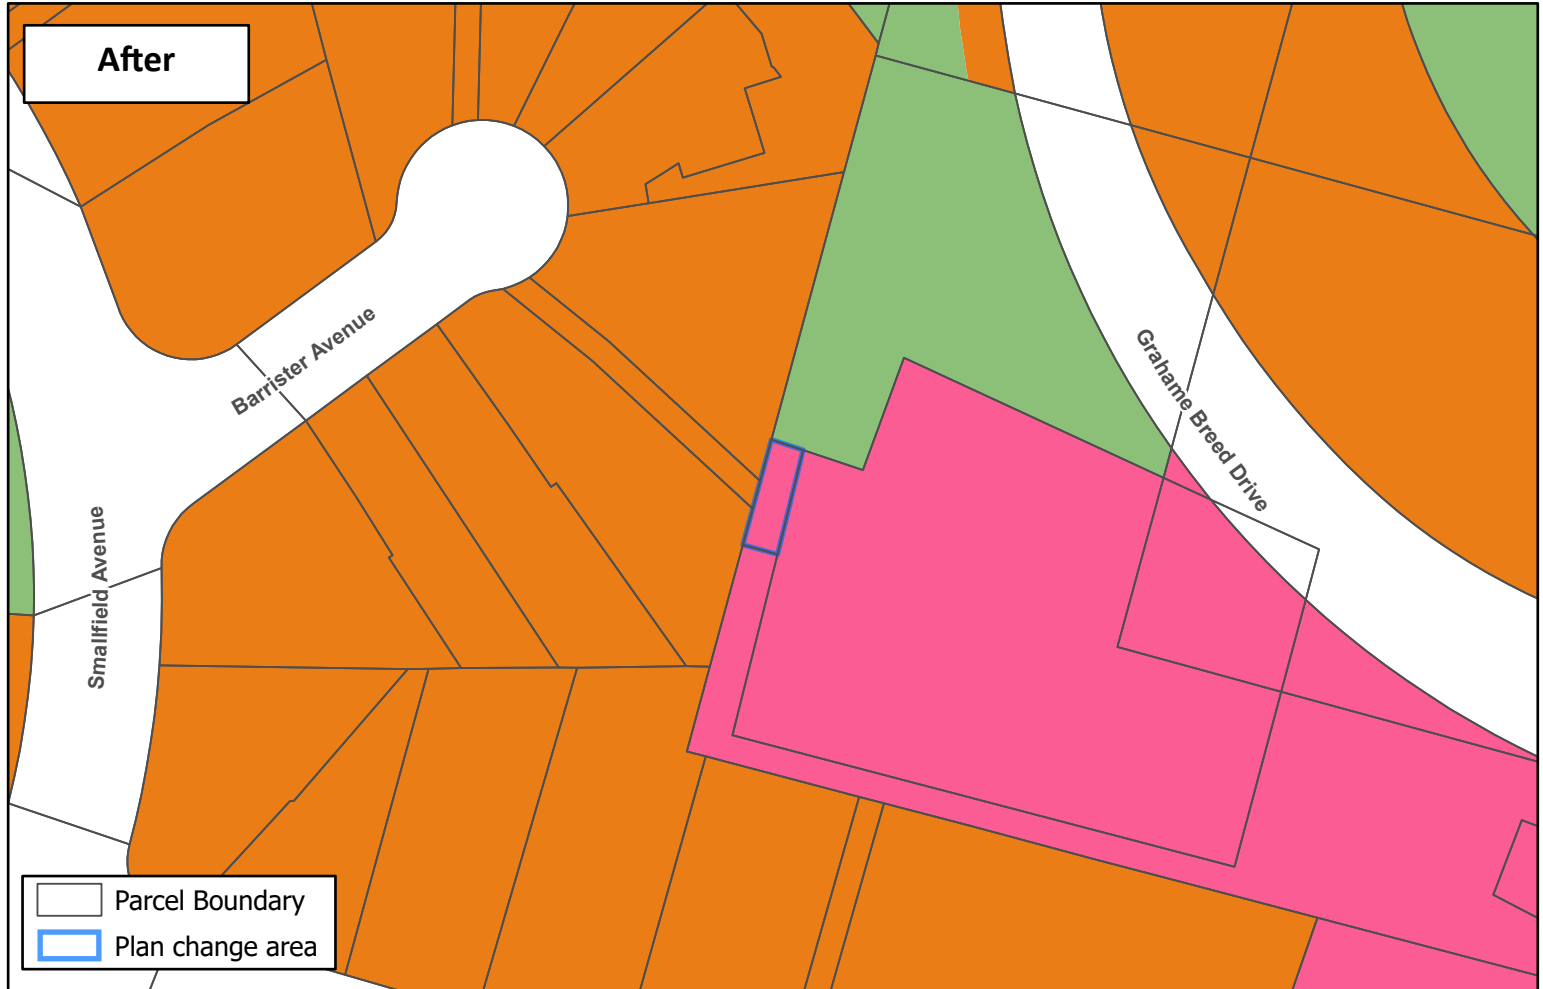 After
Barrister Avenue
Grahame Breed Drive
Smallfield Avenue
Parcel Boundary
Plan change area